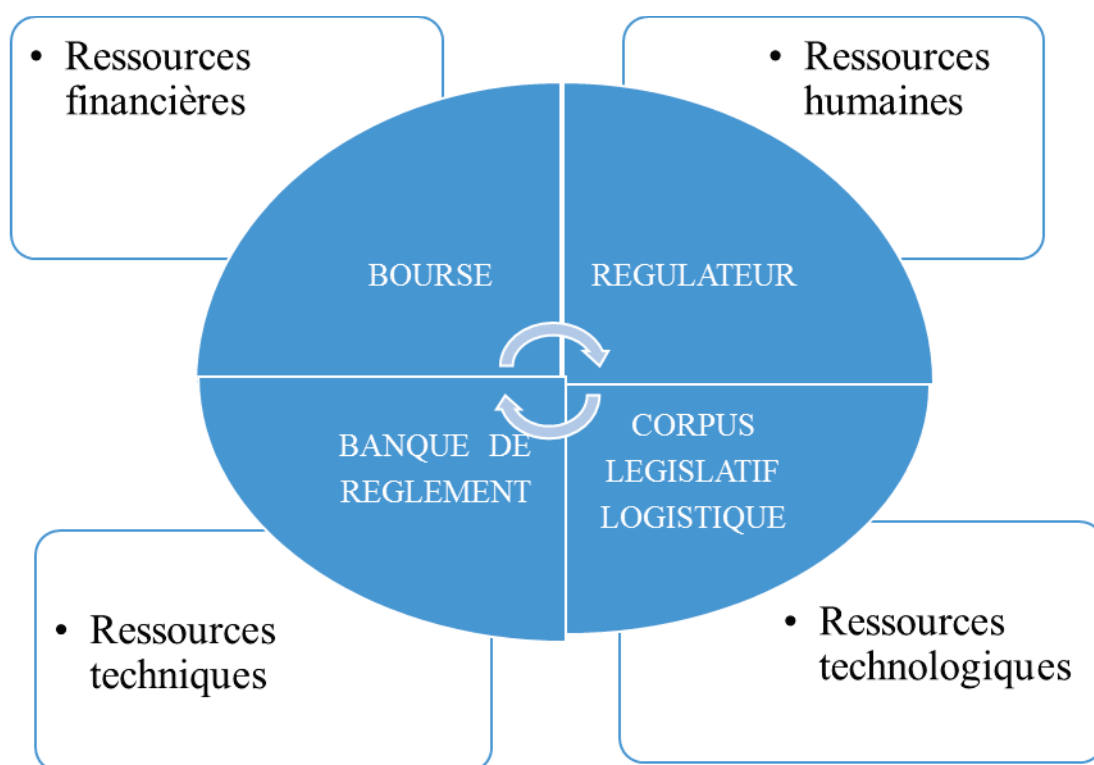 • Ressources
financières
• Ressources
humaines
BOURSE
REGULATEUR
BANQUE DE
REGLEMENT
CORPUS
LEGISLATIF
LOGISTIQUE
• Ressources
techniques
• Ressources
technologiques